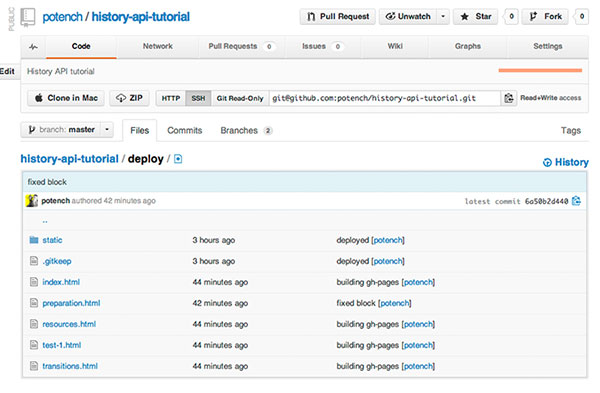 PUBLIC
potench / history-api-tutorial
Pull Request Unwatch Star 0 Fork 0
Code Network Pull Requests 0 Issues 0 Wiki Graphs Settings
Edit
History API tutorial
Clone in Mac ZIP HTTP SSH Git Read-Only git@github.com:potench/history-api-tutorial.git Read+Write access
branch: master Files Commits Branches 2 Tags
history-api-tutorial / deploy / History
fixed block
potench authored 42 minutes ago latest commit 6a50b2d440
..
static 3 hours ago deployed [potench]
.gitkeep 3 hours ago deployed [potench]
index.html 44 minutes ago building gh-pages [potench]
preparation.html 42 minutes ago fixed block [potench]
resources.html 44 minutes ago building gh-pages [potench]
test-1.html 44 minutes ago building gh-pages [potench]
transitions.html 44 minutes ago building gh-pages [potench]